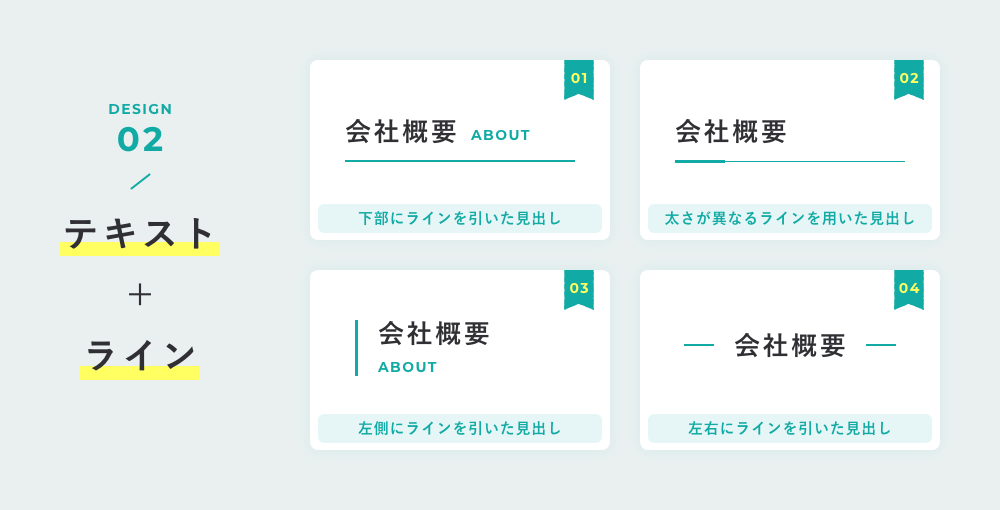 DESIGN
02
テキスト
+
ライン
01
会社概要 ABOUT
下部にラインを引いた見出し
02
会社概要
太さが異なるラインを用いた見出し
03
会社概要
ABOUT
左側にラインを引いた見出し
04
会社概要
左右にラインを引いた見出し